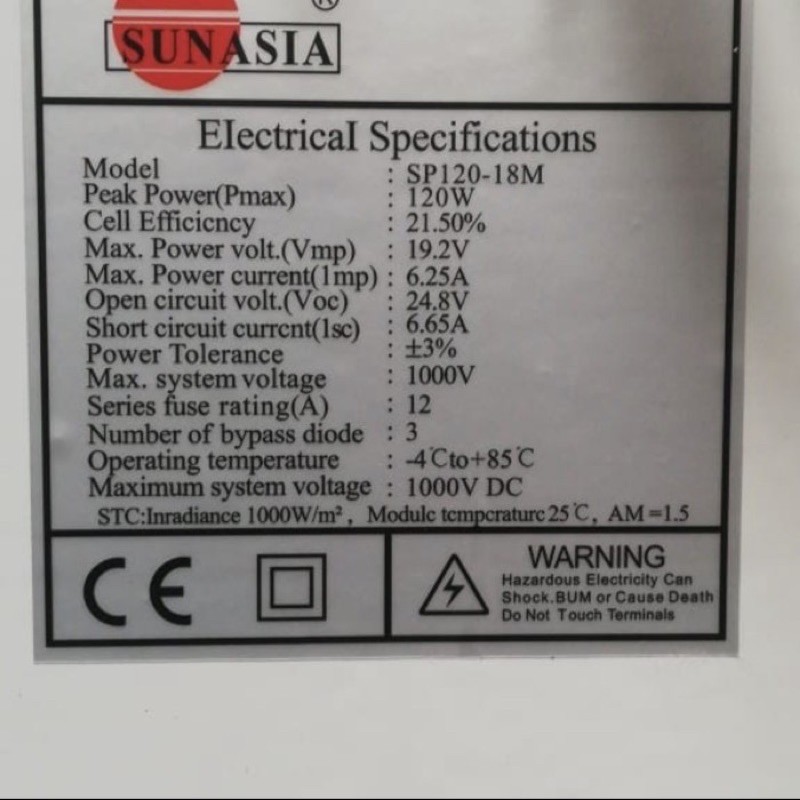 ®
SUNASIA
Electrical Specifications
Model : SP120-18M
Peak Power(Pmax) : 120W
Cell Efficicncy : 21.50%
Max. Power volt.(Vmp) : 19.2V
Max. Power current(1mp) : 6.25A
Open circuit volt.(Voc) : 24.8V
Short circuit currcnt(1sc) : 6.65A
Power Tolerance : ±3%
Max. system voltage : 1000V
Series fuse rating(A) : 12
Number of bypass diode : 3
Operating temperature : -4℃to+85℃
Maximum system voltage : 1000V DC
STC:Inradiance 1000W/m², Modulc tcmpcraturc 25℃, AM=1.5
CE
WARNING
Hazardous Electricity Can
Shock.BUM or Cause Death
Do Not Touch Terminals